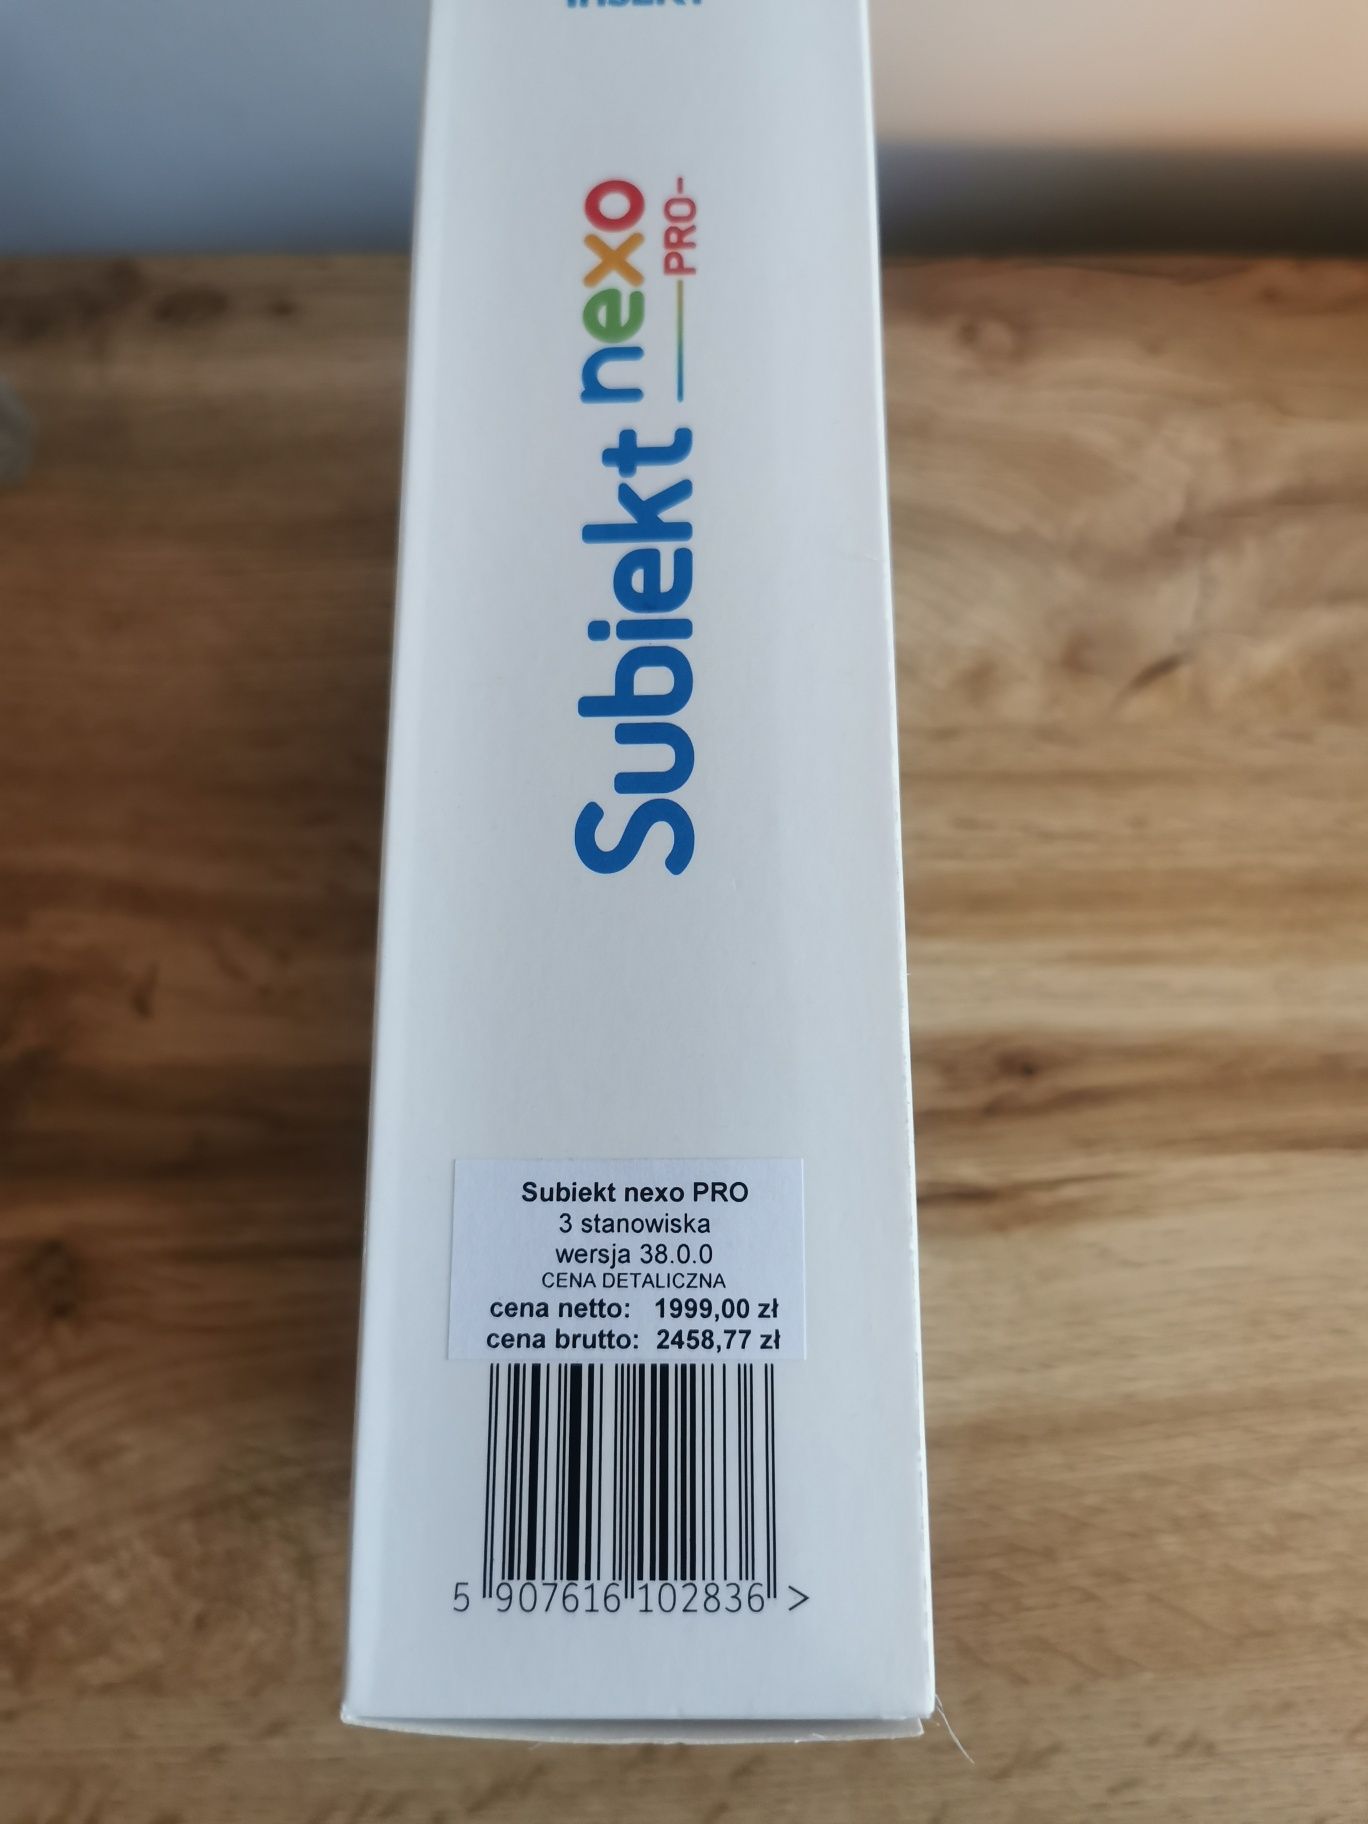 INSERT
Subiekt nexo
PRO
Subiekt nexo PRO
3 stanowiska
wersja 38.0.0
CENA DETALICZNA
cena netto: 1999,00 zł
cena brutto: 2458,77 zł
5 907616 102836 >